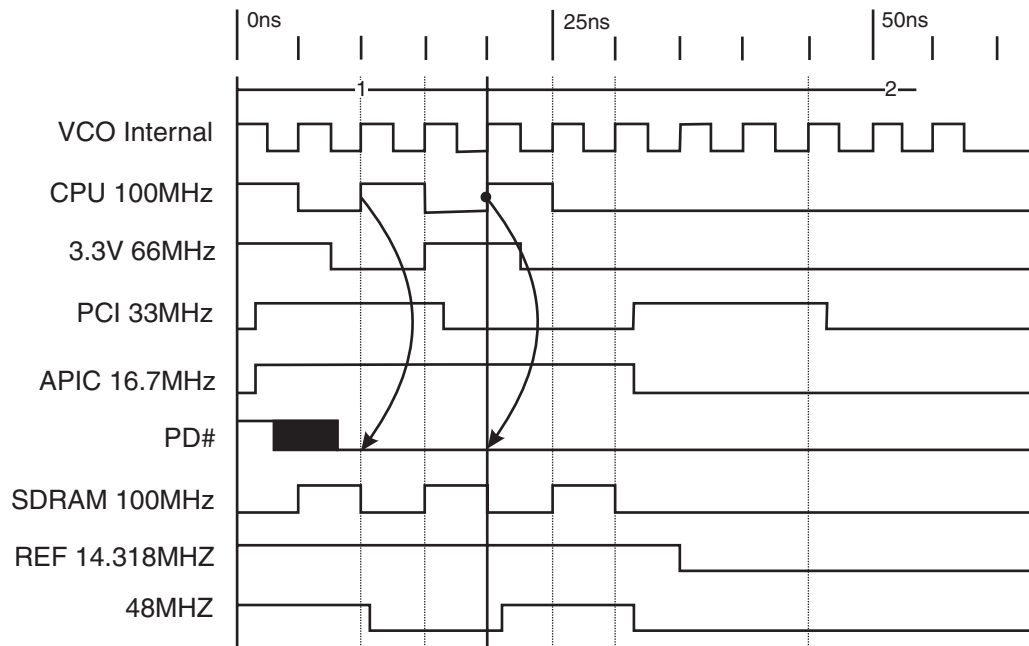 0ns
25ns
50ns
1
2
VCO Internal
CPU 100MHz
3.3V 66MHz
PCI 33MHz
APIC 16.7MHz
PD#
SDRAM 100MHz
REF 14.318MHZ
48MHZ